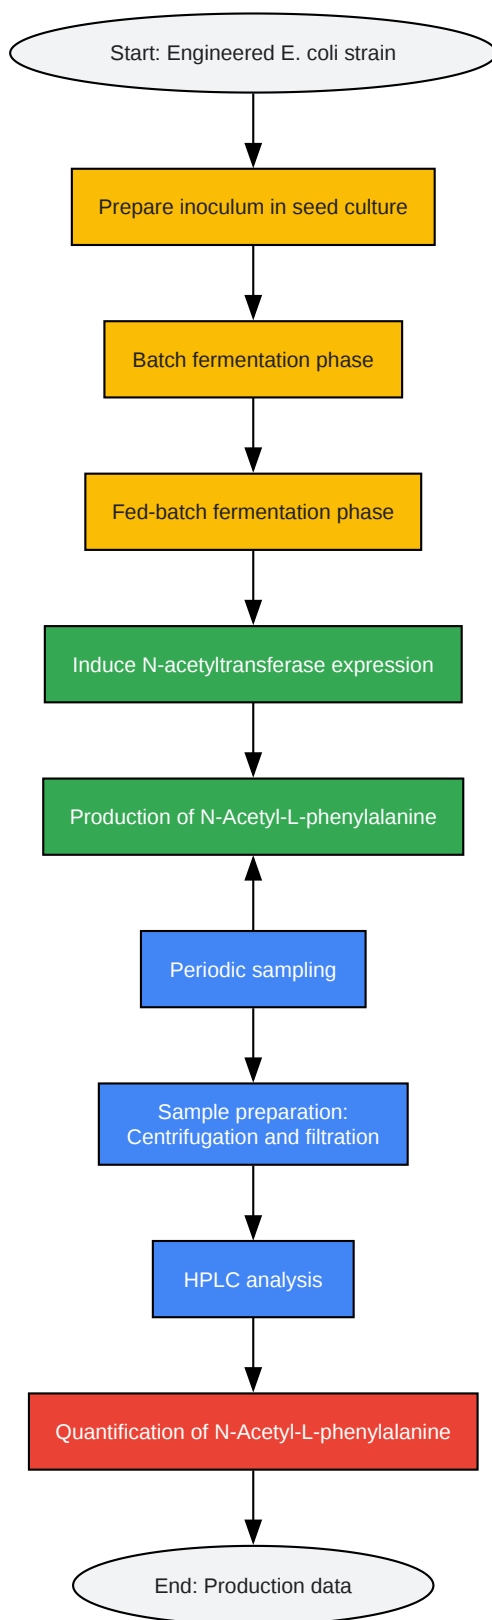 Start: Engineered E. coli strain
Prepare inoculum in seed culture
Batch fermentation phase
Fed-batch fermentation phase
Induce N-acetyltransferase expression
Production of N-Acetyl-L-phenylalanine
Periodic sampling
Sample preparation:
Centrifugation and filtration
HPLC analysis
Quantification of N-Acetyl-L-phenylalanine
End: Production data